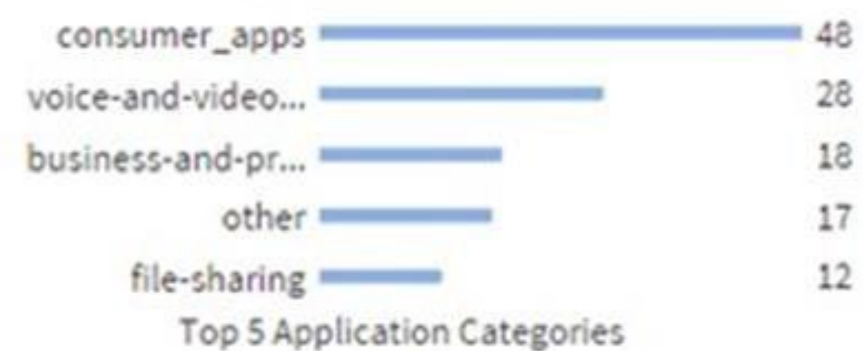 consumer_apps 48
voice-and-video... 28
business-and-pr... 18
other 17
file-sharing 12
Top 5 Application Categories